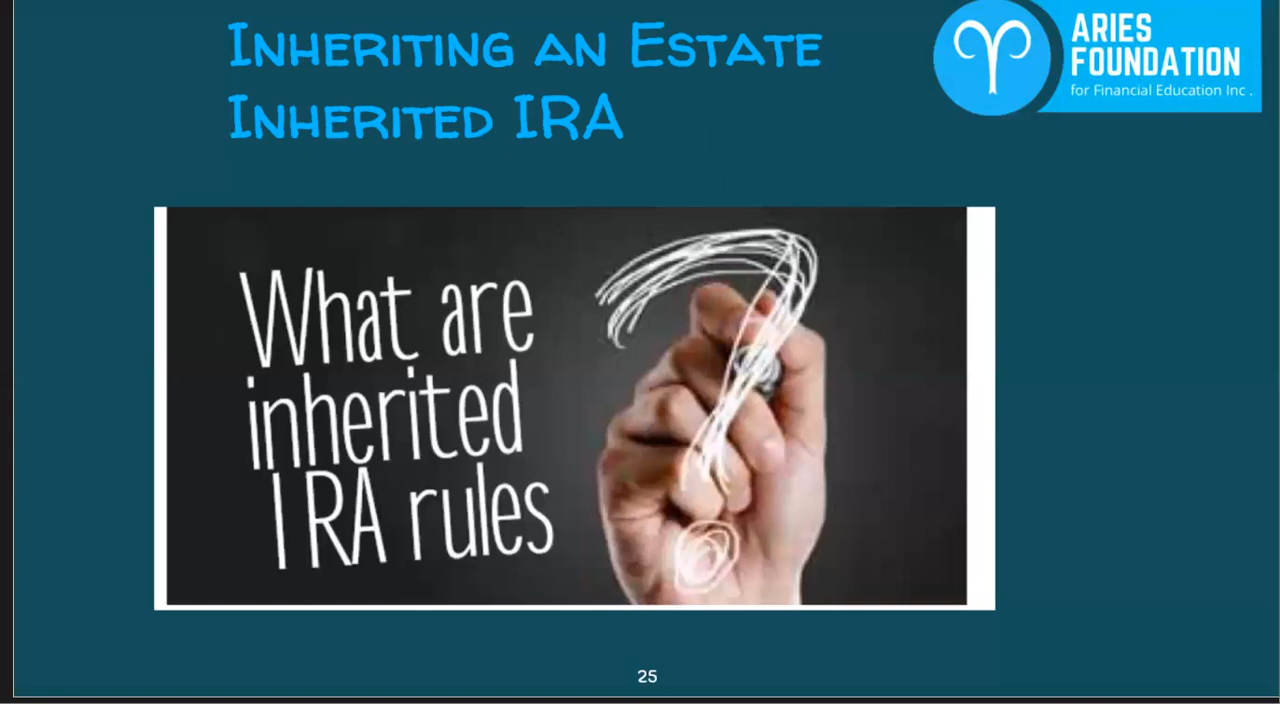 Inheriting an Estate
Inherited IRA
ARIES
FOUNDATION
for Financial Education Inc .
What are
inherited
IRA rules
25